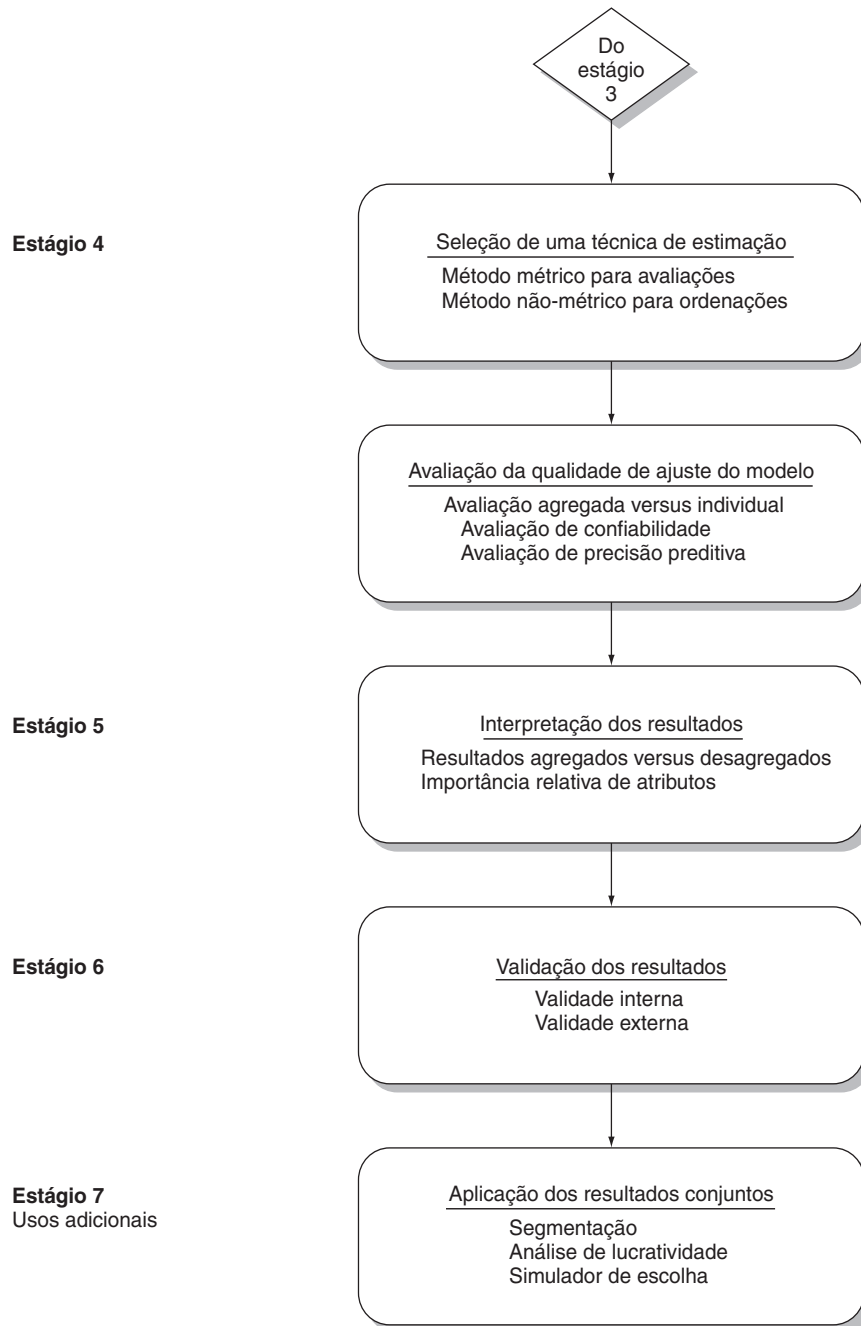 Do
estágio
3
Estágio 4
Seleção de uma técnica de estimação
Método métrico para avaliações
Método não-métrico para ordenações
Avaliação da qualidade de ajuste do modelo
Avaliação agregada versus individual
Avaliação de confiabilidade
Avaliação de precisão preditiva
Estágio 5
Interpretação dos resultados
Resultados agregados versus desagregados
Importância relativa de atributos
Estágio 6
Validação dos resultados
Validade interna
Validade externa
Estágio 7
Usos adicionais
Aplicação dos resultados conjuntos
Segmentação
Análise de lucratividade
Simulador de escolha